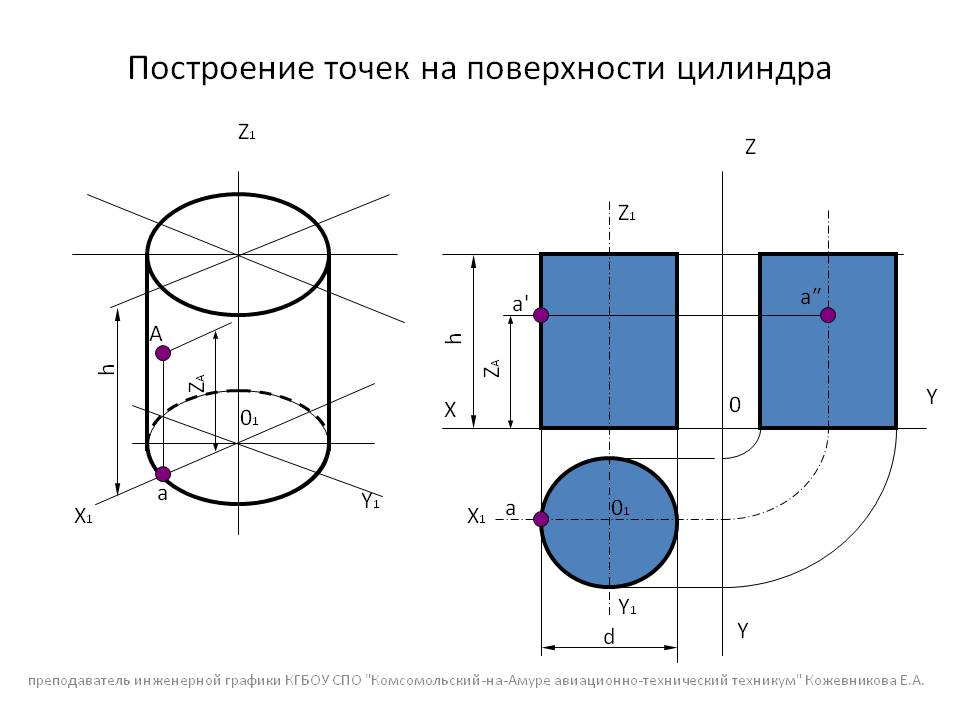 Построение точек на поверхности цилиндра
Z₁
A
h
Zᴀ
0₁
a
X₁
Y₁
Z
Z₁
a'
a″
h
Zᴀ
X
0
Y
X₁
a
0₁
Y₁
d
Y
преподаватель инженерной графики КГБОУ СПО "Комсомольский-на-Амуре авиационно-технический техникум" Кожевникова Е.А.